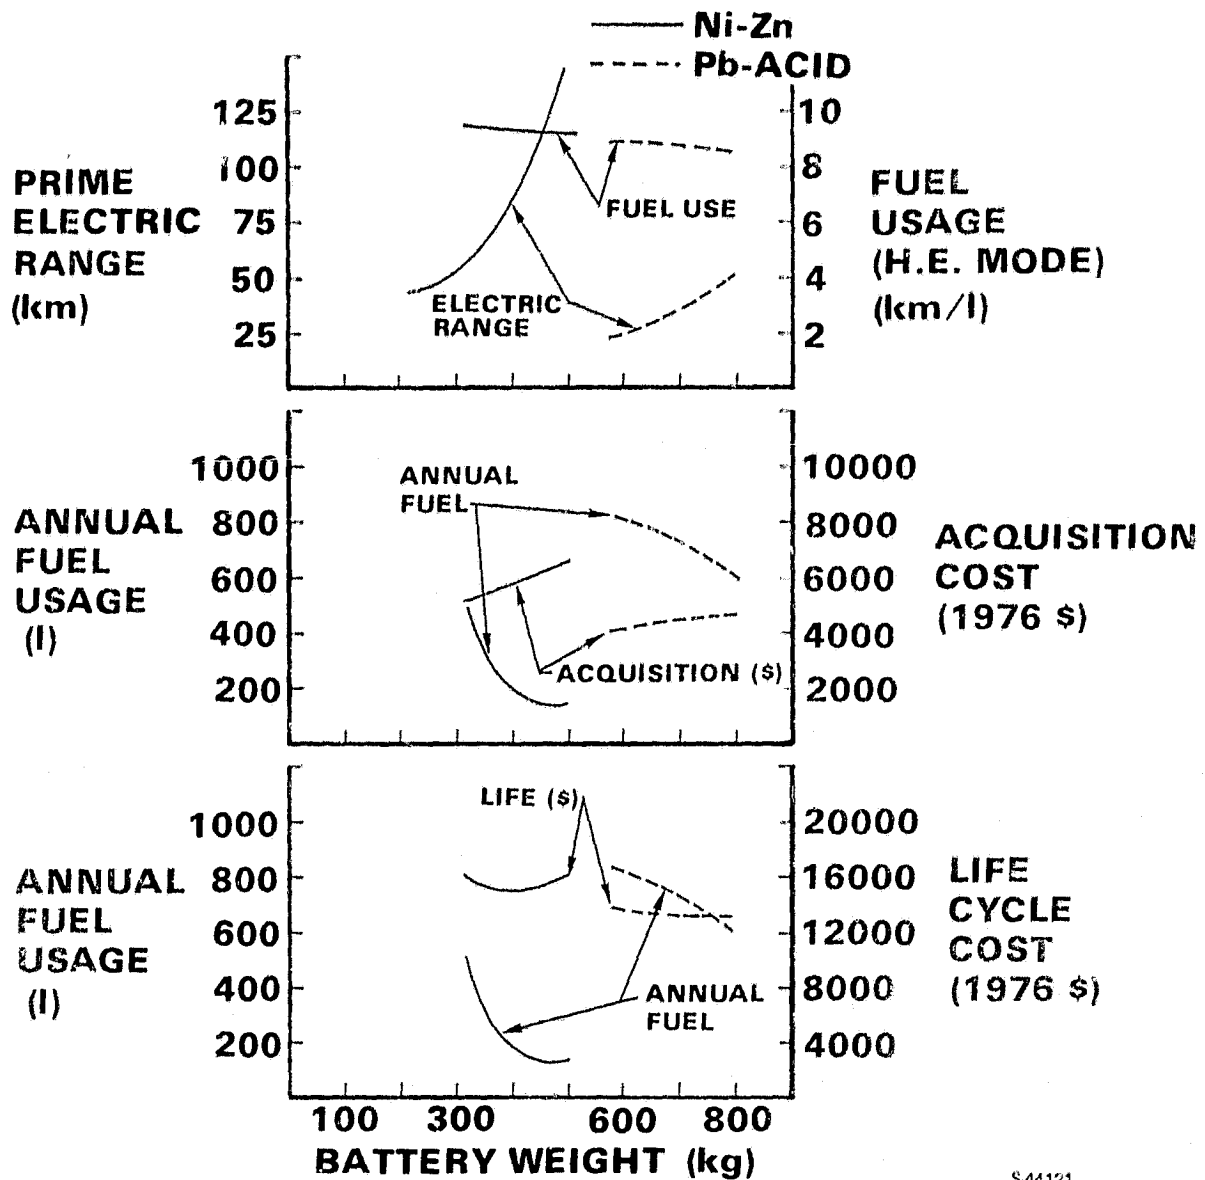 Ni-Zn
Pb-ACID
PRIME
ELECTRIC
RANGE
(km)
125
100
75
50
25
10
8
6
4
2
FUEL
USAGE
(H.E. MODE)
(km/l)
FUEL USE
ELECTRIC
RANGE
ANNUAL
FUEL
USAGE
(l)
1000
800
600
400
200
ANNUAL
FUEL
ACQUISITION ($)
10000
8000
6000
4000
2000
ACQUISITION
COST
(1976 $)
ANNUAL
FUEL
USAGE
(l)
1000
800
600
400
200
LIFE ($)
ANNUAL
FUEL
20000
16000
12000
8000
4000
LIFE
CYCLE
COST
(1976 $)
100 300 600 800
BATTERY WEIGHT (kg)
S-44121